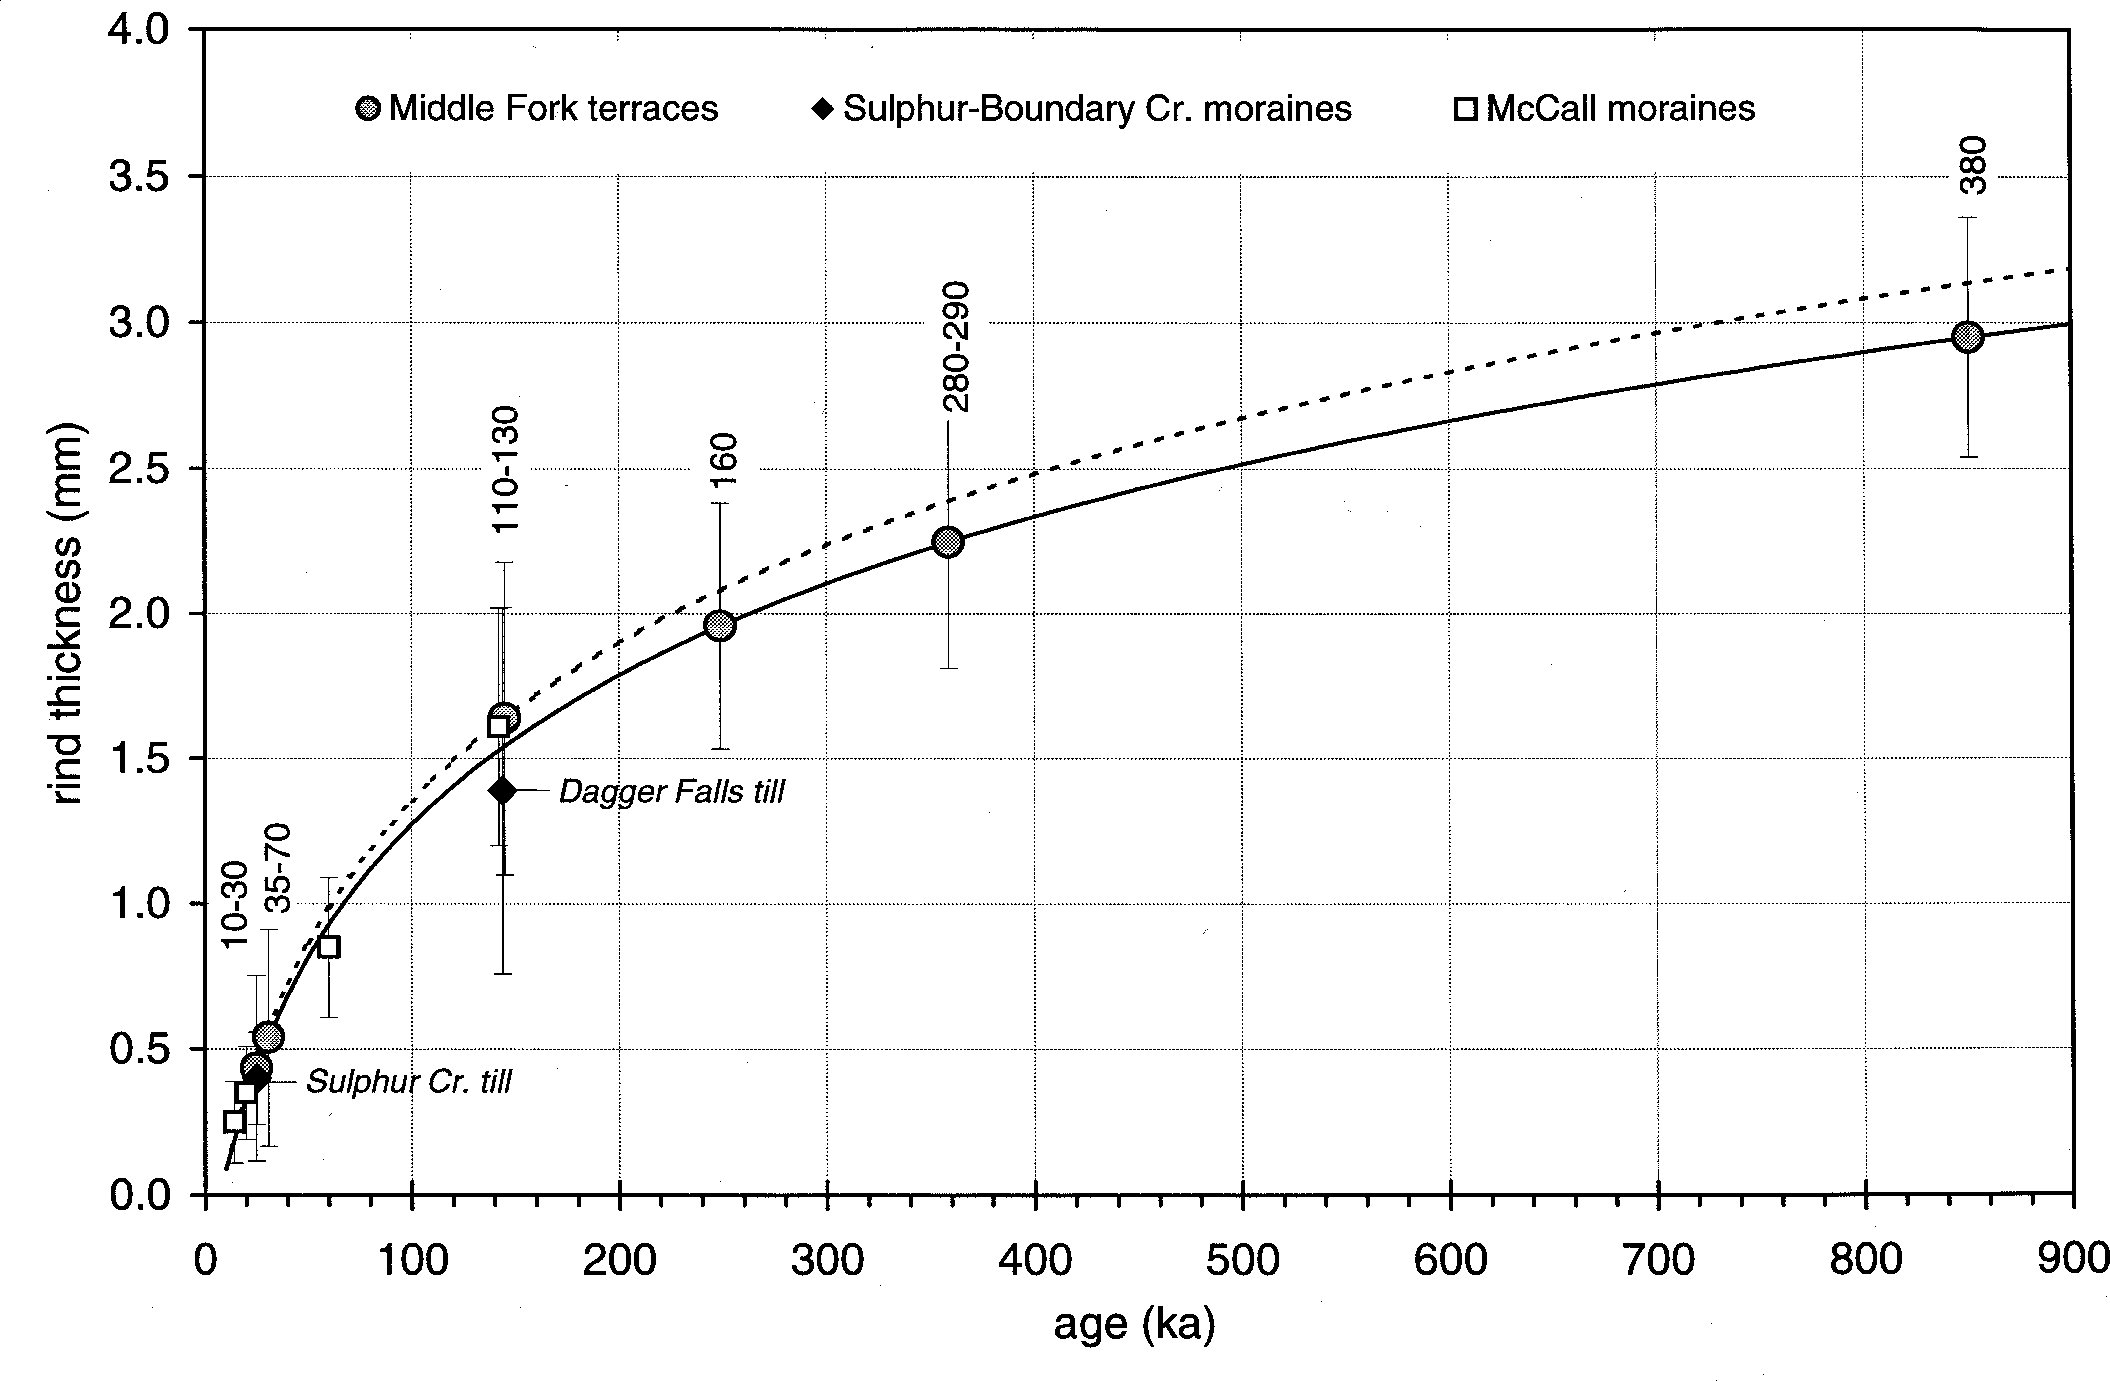 4.0
3.5
3.0
2.5
2.0
1.5
1.0
0.5
0.0
rind thickness (mm)
Middle Fork terraces
Sulphur-Boundary Cr. moraines
McCall moraines
10-30
35-70
110-130
160
280-290
380
Dagger Falls till
Sulphur Cr. till
0 100 200 300 400 500 600 700 800 900
age (ka)